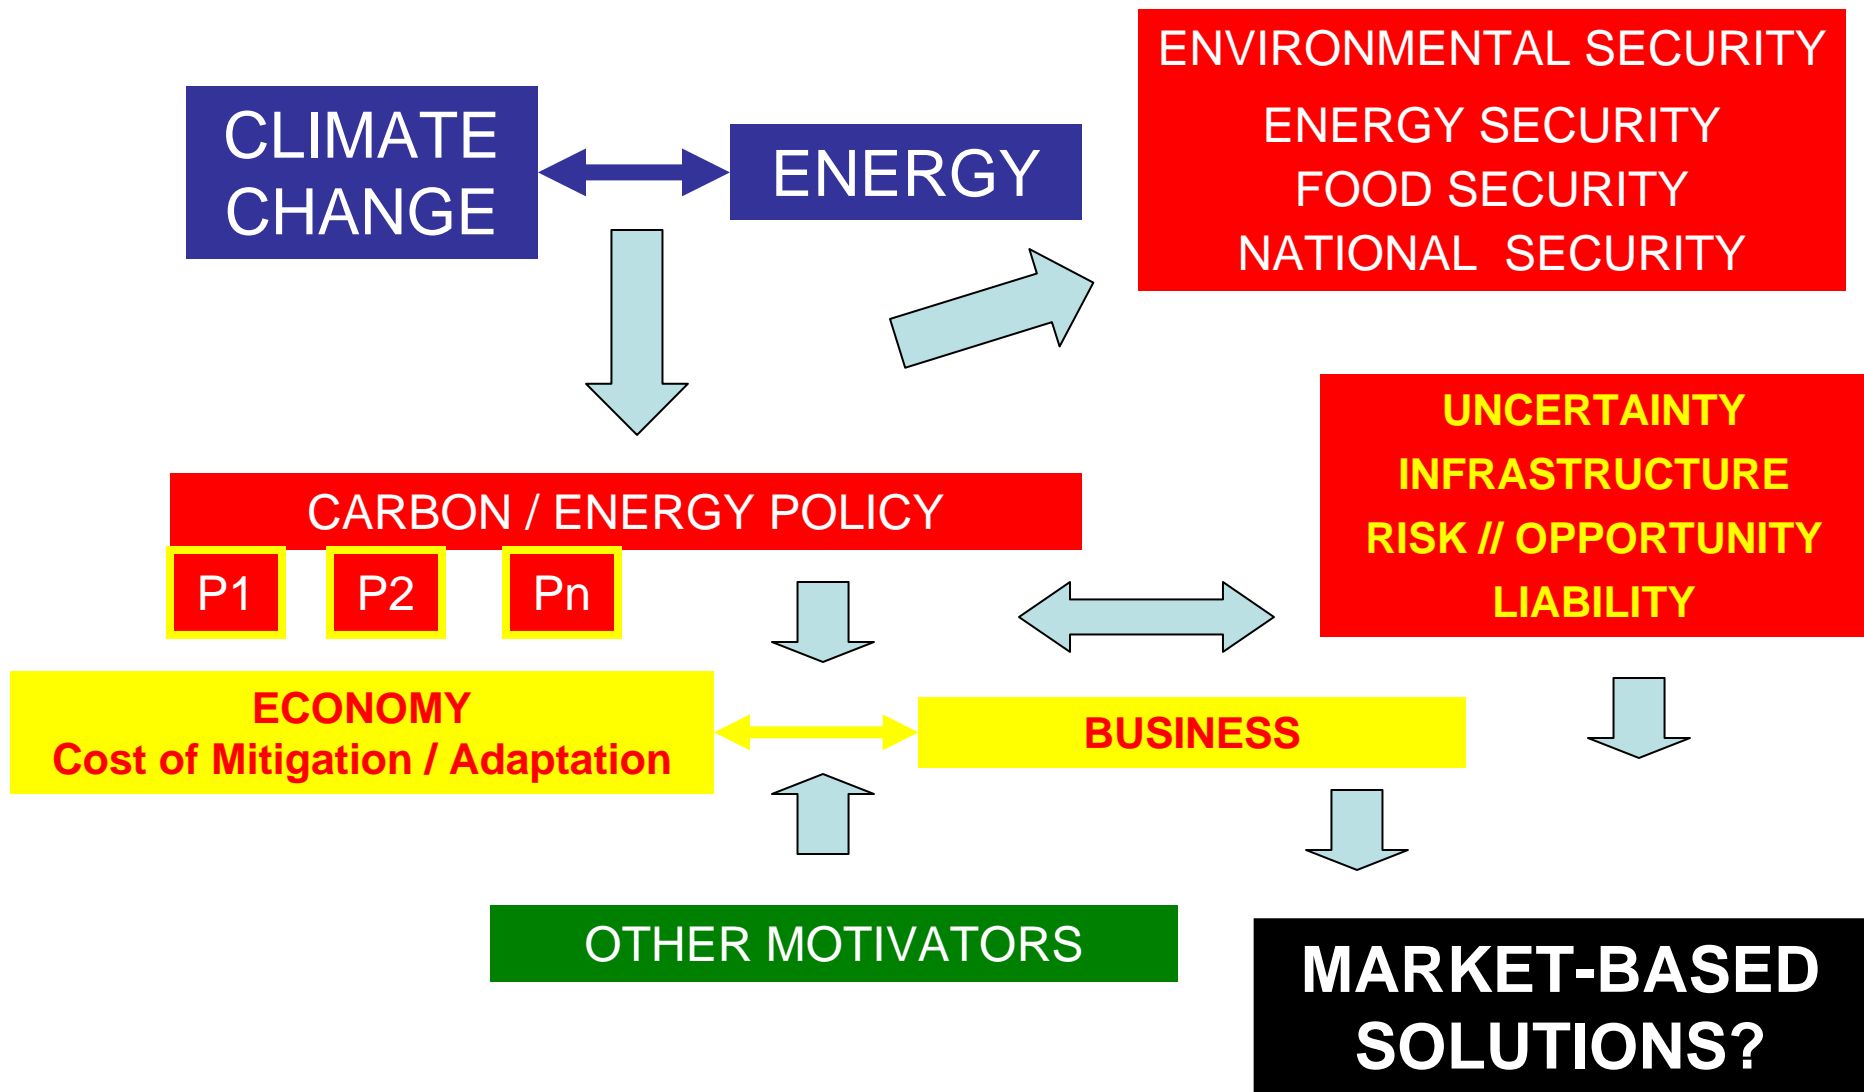 CLIMATE
CHANGE
ENERGY
ENVIRONMENTAL SECURITY
ENERGY SECURITY
FOOD SECURITY
NATIONAL  SECURITY
UNCERTAINTY
INFRASTRUCTURE
RISK // OPPORTUNITY
LIABILITY
CARBON / ENERGY POLICY
P1
P2
Pn
ECONOMY
Cost of Mitigation / Adaptation
BUSINESS
OTHER MOTIVATORS
MARKET-BASED
SOLUTIONS?